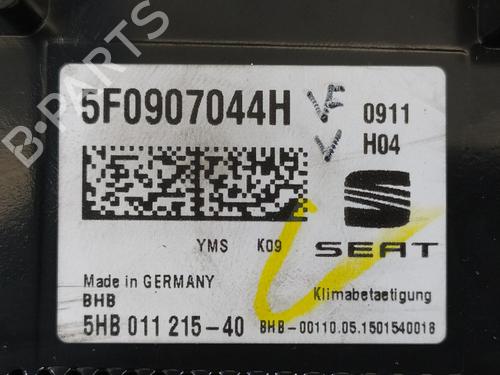 5F0907044H VF 0911
V H04
YMS K09 SEAT
Made in GERMANY
BHB Klimabetaetigung
5HB 011 215-40 BHB-00110.05.1501540018
B-PARTS